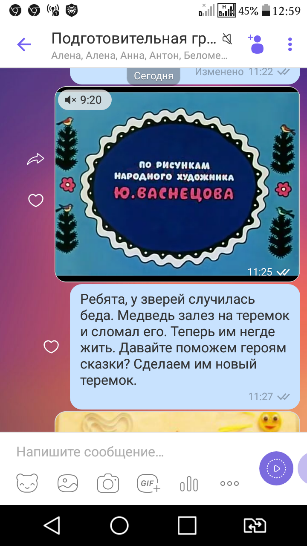 45% 12:59
Подготовительная гр...
Алена, Алена, Анна, Антон, Беломе...
Изменено 11:22
Сегодня
9:20
ПО РИСУНКАМ
НАРОДНОГО ХУДОЖНИКА
Ю. ВАСНЕЦОВА
11:25
Ребята, у зверей случилась
беда. Медведь залез на теремок
и сломал его. Теперь им негде
жить. Давайте поможем героям
сказки? Сделаем им новый
теремок.
11:27
Напишите сообщение...
GIF+